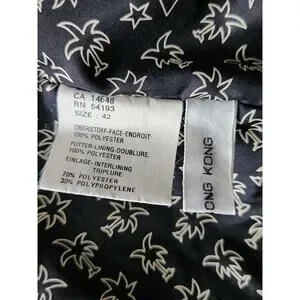 CA 14648
RN 54193
SIZE : 42
OBERSTOFF-FACE-ENDROIT
100% POLYESTER
FUTTER-LINING-DOUBLURE
100% POLYESTER
EINLAGE-INTERLINING
TRIPLURE
70% POLYESTER
30% POLYPROPYLENE
ONG KONG